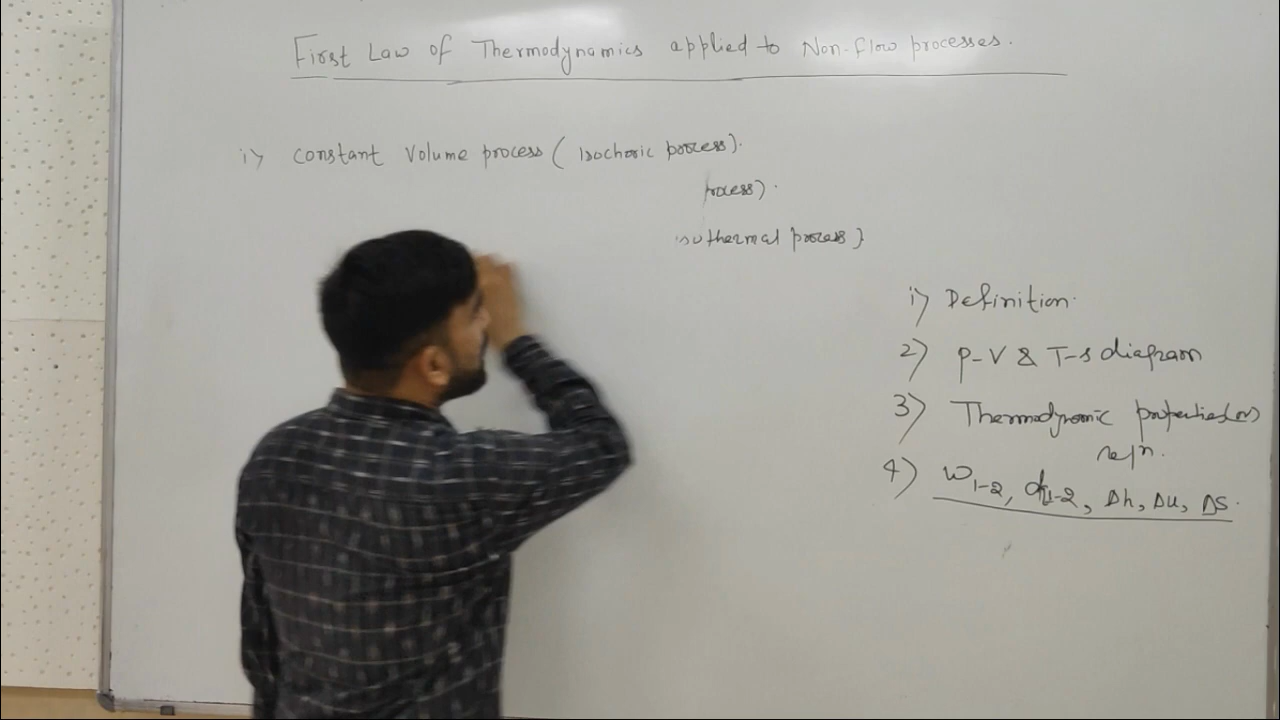 First Law of Thermodynamics applied to Non-flow processes.
i) constant volume process ( Isochoric process).
rocess).
isothermal process)
1) Definition.
2) P-V & T-s diagram
3) Thermodynamic properties
reln.
4) W1-2, q1-2, Δh, Δu, Δs.